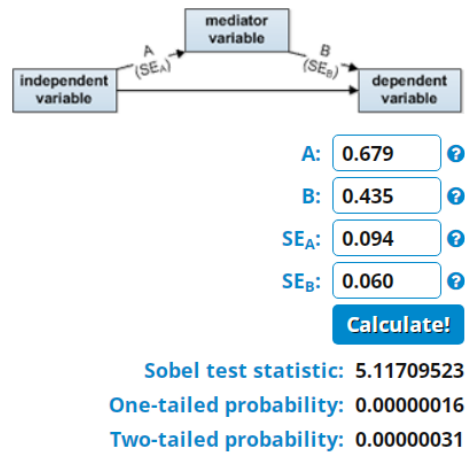 mediator
variable
A
(SEA)
B
(SEB)
independent
variable
dependent
variable
A: 0.679 ?
B: 0.435 ?
SEA: 0.094 ?
SEB: 0.060 ?
Calculate!
Sobel test statistic: 5.11709523
One-tailed probability: 0.00000016
Two-tailed probability: 0.00000031